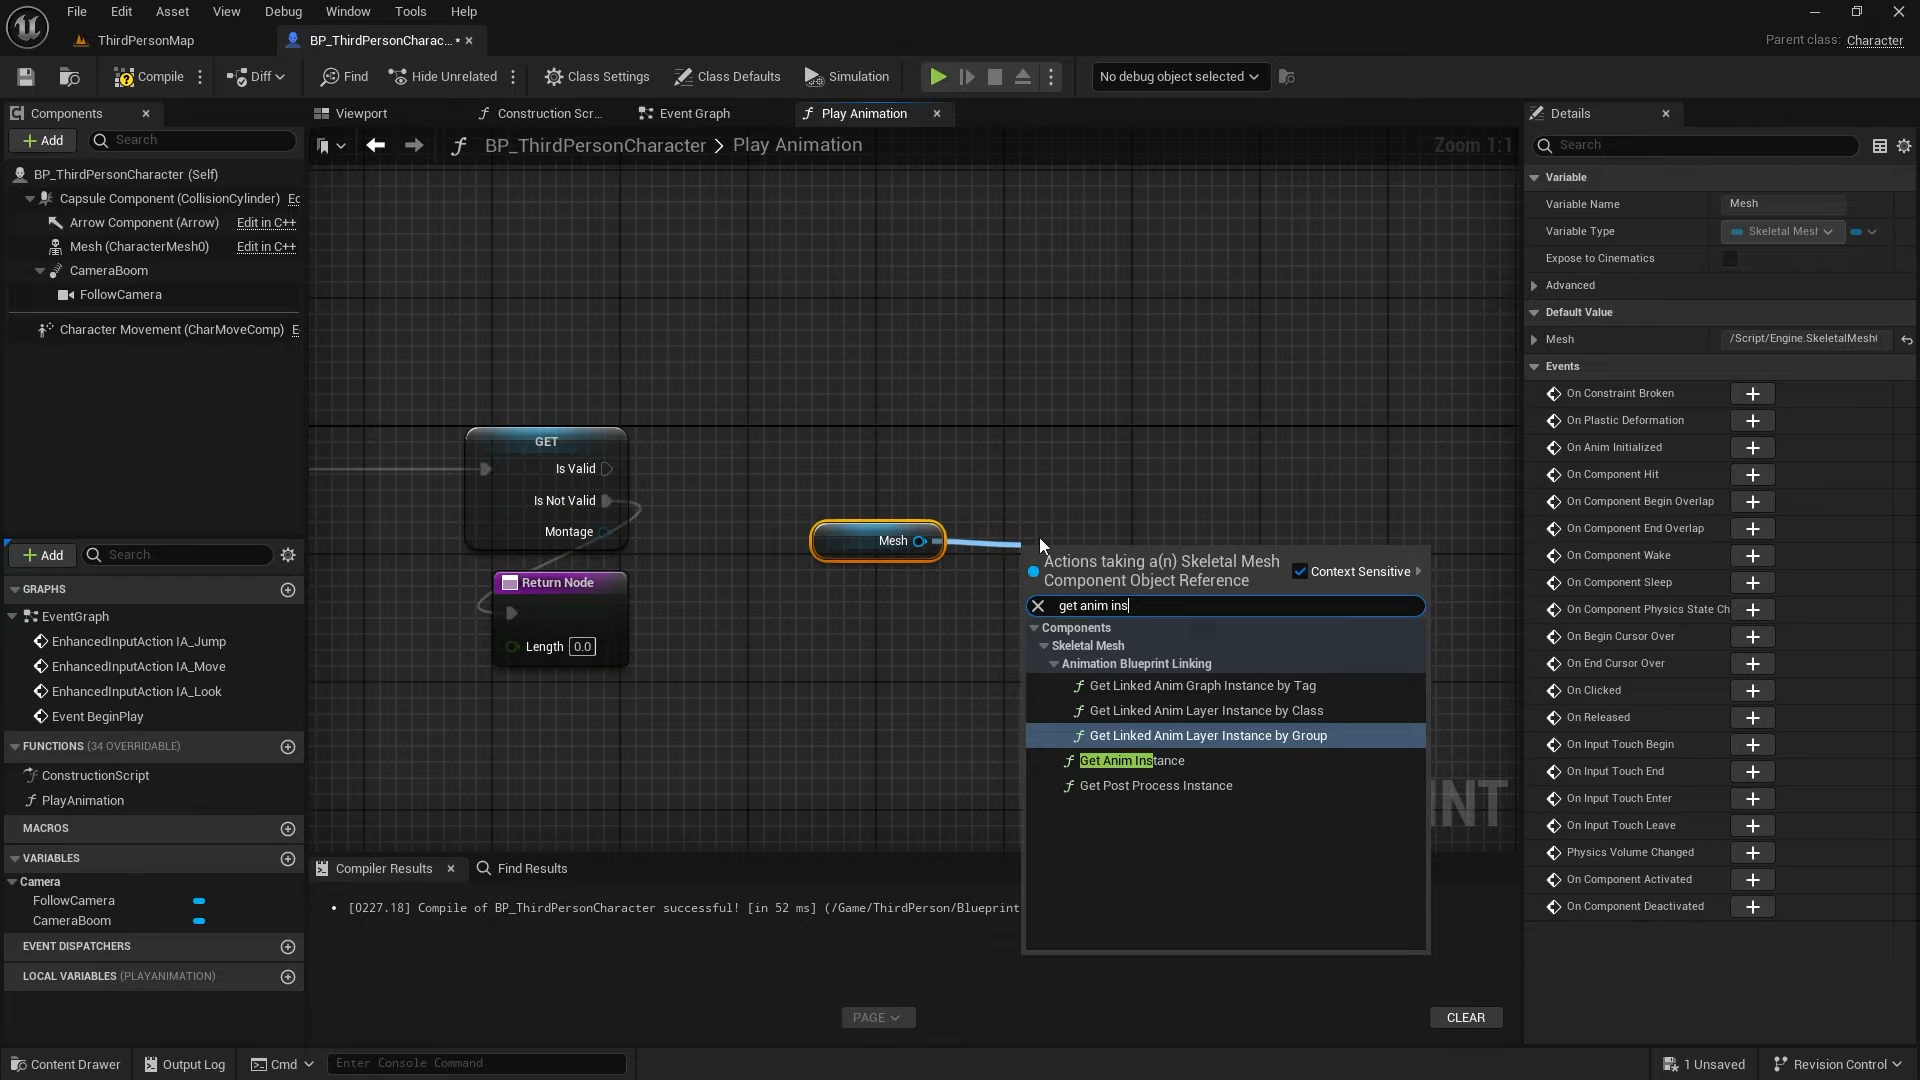 File Edit Asset View Debug Window Tools Help
ThirdPersonMap
BP_ThirdPersonCharac... *
Parent class: Character
Compile
Diff
Find
Hide Unrelated
Class Settings
Class Defaults
Simulation
No debug object selected
Components
Add
Search
BP_ThirdPersonCharacter (Self)
Capsule Component (CollisionCylinder)
Arrow Component (Arrow) Edit in C++
Mesh (CharacterMesh0) Edit in C++
CameraBoom
FollowCamera
Character Movement (CharMoveComp)
Add
Search
GRAPHS
EventGraph
EnhancedInputAction IA_Jump
EnhancedInputAction IA_Move
EnhancedInputAction IA_Look
Event BeginPlay
FUNCTIONS (34 OVERRIDABLE)
ConstructionScript
PlayAnimation
MACROS
VARIABLES
Camera
FollowCamera
CameraBoom
EVENT DISPATCHERS
LOCAL VARIABLES (PLAYANIMATION)
Viewport
Construction Scr...
Event Graph
Play Animation
BP_ThirdPersonCharacter > Play Animation
Zoom 1:1
GET
Is Valid
Is Not Valid
Montage
Return Node
Length 0.0
Mesh
Actions taking a(n) Skeletal Mesh
Component Object Reference
Context Sensitive
get anim ins
Components
Skeletal Mesh
Animation Blueprint Linking
Get Linked Anim Graph Instance by Tag
Get Linked Anim Layer Instance by Class
Get Linked Anim Layer Instance by Group
Get Anim Instance
Get Post Process Instance
Compiler Results
Find Results
[0227.18] Compile of BP_ThirdPersonCharacter successful! [in 52 ms] (/Game/ThirdPerson/Blueprint
PAGE
CLEAR
Details
Search
Variable
Variable Name Mesh
Variable Type Skeletal Mesh
Expose to Cinematics
Advanced
Default Value
Mesh /Script/Engine.SkeletalMesh
Events
On Constraint Broken
On Plastic Deformation
On Anim Initialized
On Component Hit
On Component Begin Overlap
On Component End Overlap
On Component Wake
On Component Sleep
On Component Physics State Ch
On Begin Cursor Over
On End Cursor Over
On Clicked
On Released
On Input Touch Begin
On Input Touch End
On Input Touch Enter
On Input Touch Leave
Physics Volume Changed
On Component Activated
On Component Deactivated
Content Drawer
Output Log
Cmd
Enter Console Command
1 Unsaved
Revision Control